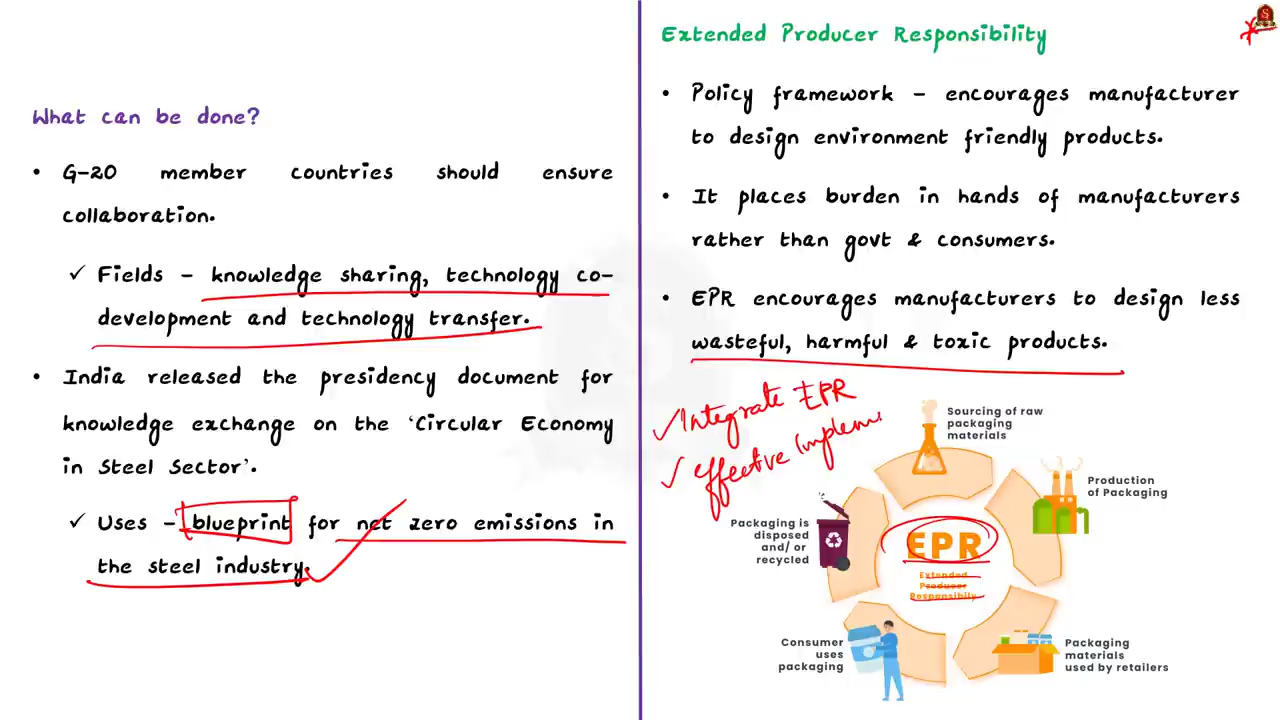 What can be done?
• G-20 member countries should ensure
collaboration.
✓ Fields - knowledge sharing, technology co-
development and technology transfer.
• India released the presidency document for
knowledge exchange on the ‘Circular Economy
in Steel Sector’.
✓ Uses - blueprint for net zero emissions in
the steel industry.
Extended Producer Responsibility
• Policy framework - encourages manufacturer
to design environment friendly products.
• It places burden in hands of manufacturers
rather than govt & consumers.
• EPR encourages manufacturers to design less
wasteful, harmful & toxic products.
✓ Integrate EPR
✓ effective implem.
Sourcing of raw
packaging
materials
Production
of Packaging
Packaging
materials
used by retailers
Consumer
uses
packaging
Packaging is
disposed
and/ or
recycled
EPR
Extended
Producer
Responsibily
S